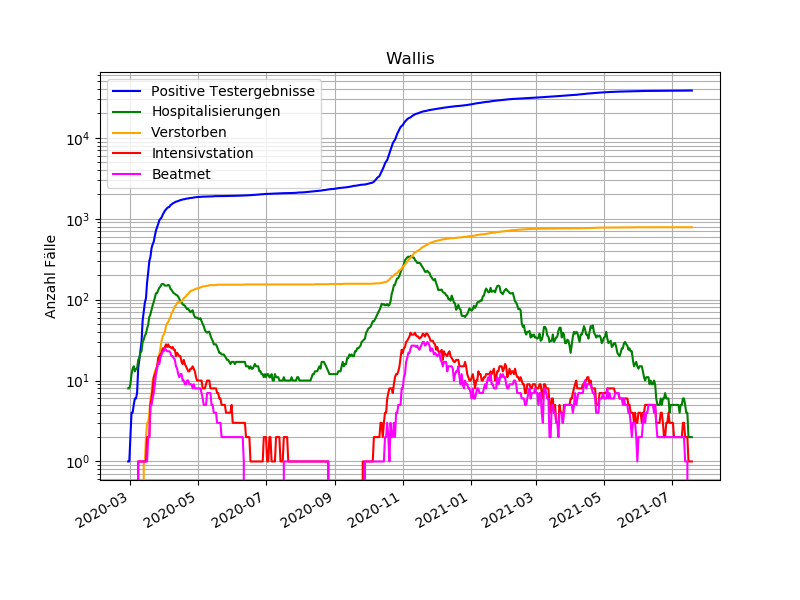 Wallis
Anzahl Fälle
10⁴
10³
10²
10¹
10⁰
Positive Testergebnisse
Hospitalisierungen
Verstorben
Intensivstation
Beatmet
2020-03
2020-05
2020-07
2020-09
2020-11
2021-01
2021-03
2021-05
2021-07